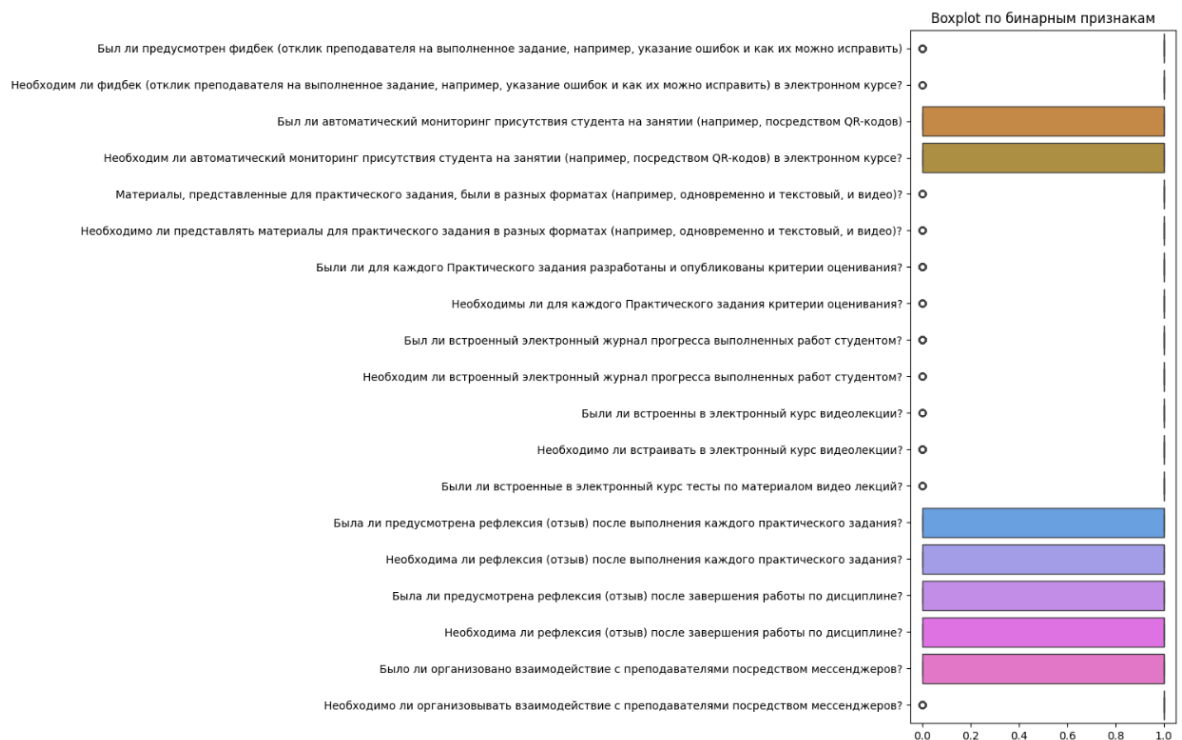 Boxplot по бинарным признакам
Был ли предусмотрен фидбек (отклик преподавателя на выполненное задание, например, указание ошибок и как их можно исправить)
Необходим ли фидбек (отклик преподавателя на выполненное задание, например, указание ошибок и как их можно исправить) в электронном курсе?
Был ли автоматический мониторинг присутствия студента на занятии (например, посредством QR-кодов)
Необходим ли автоматический мониторинг присутствия студента на занятии (например, посредством QR-кодов) в электронном курсе?
Материалы, представленные для практического задания, были в разных форматах (например, одновременно и текстовый, и видео)?
Необходимо ли представлять материалы для практического задания в разных форматах (например, одновременно и текстовый, и видео)?
Были ли для каждого Практического задания разработаны и опубликованы критерии оценивания?
Необходимы ли для каждого Практического задания критерии оценивания?
Был ли встроенный электронный журнал прогресса выполненных работ студентом?
Необходим ли встроенный электронный журнал прогресса выполненных работ студентом?
Были ли встроенны в электронный курс видеолекции?
Необходимо ли встраивать в электронный курс видеолекции?
Были ли встроенные в электронный курс тесты по материалом видео лекций?
Была ли предусмотрена рефлексия (отзыв) после выполнения каждого практического задания?
Необходима ли рефлексия (отзыв) после выполнения каждого практического задания?
Была ли предусмотрена рефлексия (отзыв) после завершения работы по дисциплине?
Необходима ли рефлексия (отзыв) после завершения работы по дисциплине?
Было ли организовано взаимодействие с преподавателями посредством мессенджеров?
Необходимо ли организовывать взаимодействие с преподавателями посредством мессенджеров?
0.0 0.2 0.4 0.6 0.8 1.0